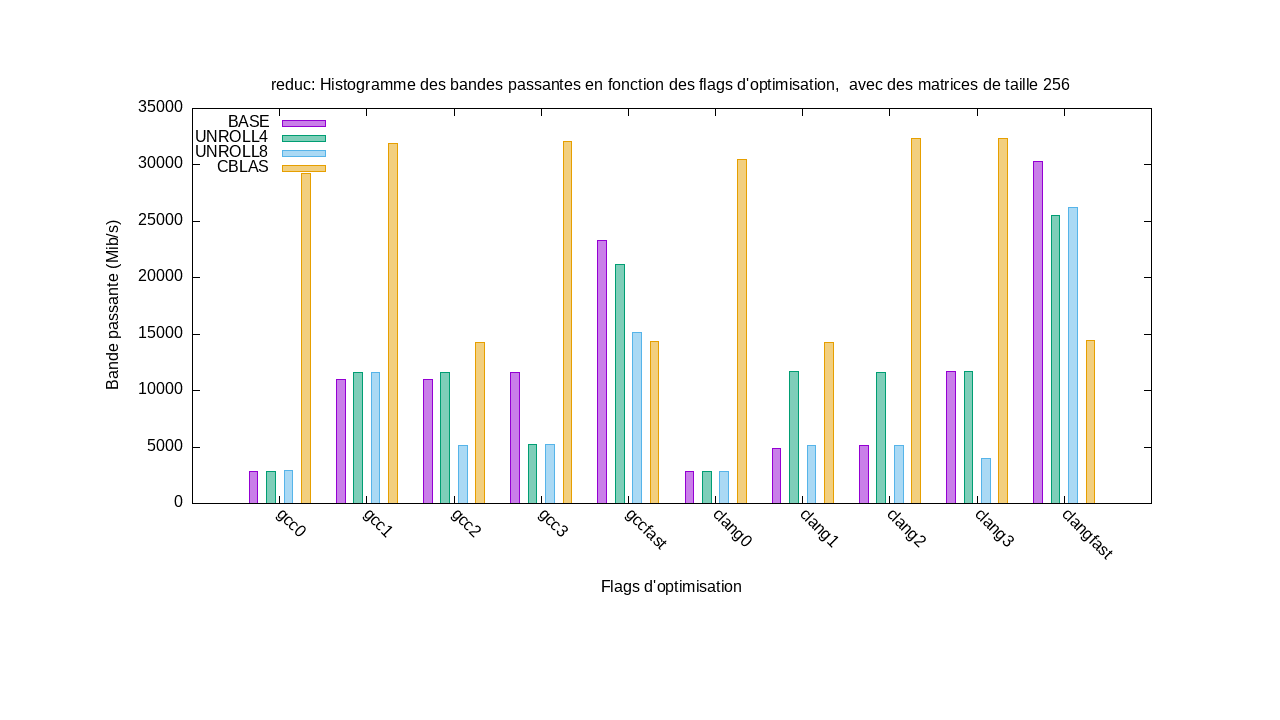 reduc: Histogramme des bandes passantes en fonction des flags d'optimisation,  avec des matrices de taille 256
35000
30000
25000
20000
15000
10000
5000
0
Bande passante (Mib/s)
BASE
UNROLL4
UNROLL8
CBLAS
gcc0
gcc1
gcc2
gcc3
gccfast
clang0
clang1
clang2
clang3
clangfast
Flags d'optimisation